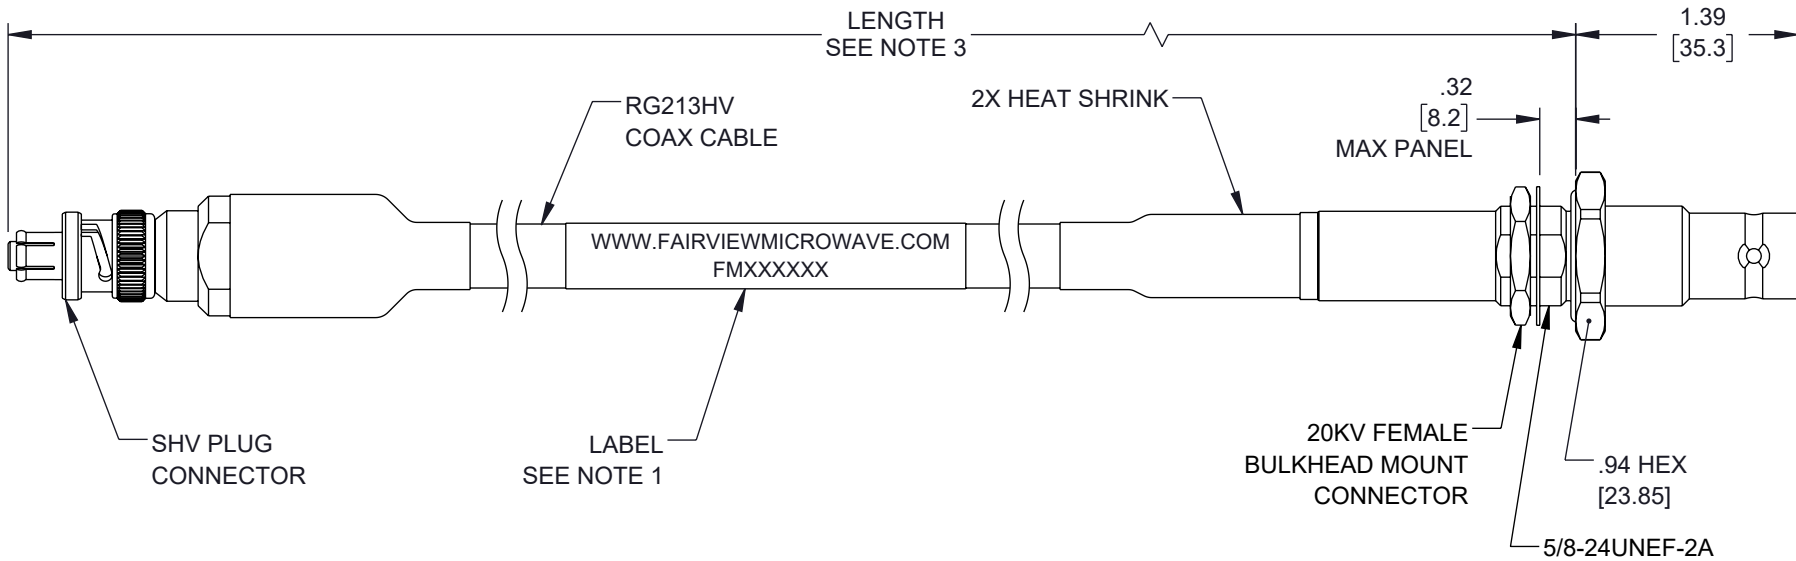 LENGTH
SEE NOTE 3
1.39
[35.3]
.32
[8.2]
MAX PANEL
RG213HV
COAX CABLE
2X HEAT SHRINK
WWW.FAIRVIEWMICROWAVE.COM
FMXXXXXX
SHV PLUG
CONNECTOR
LABEL
SEE NOTE 1
20KV FEMALE
BULKHEAD MOUNT
CONNECTOR
.94 HEX
[23.85]
5/8-24UNEF-2A